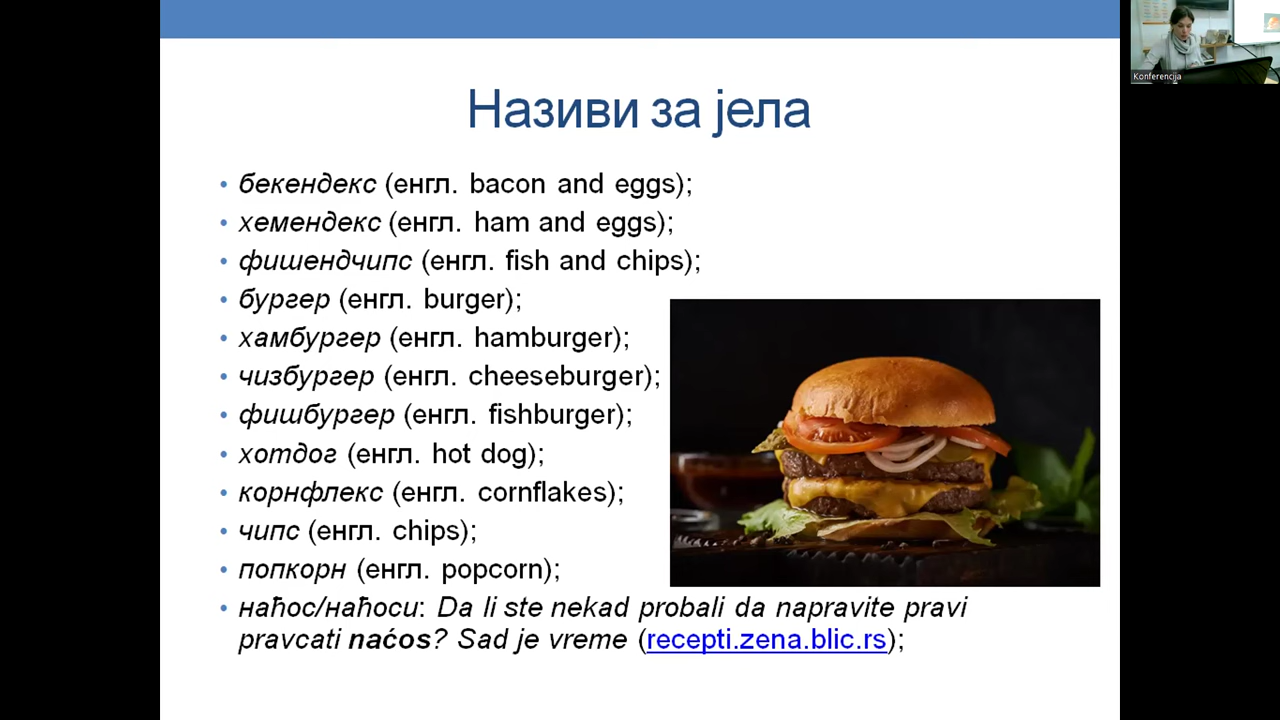 Називи за јела
• бекендекс (енгл. bacon and eggs);
• хемендекс (енгл. ham and eggs);
• фишендчипс (енгл. fish and chips);
• бургер (енгл. burger);
• хамбургер (енгл. hamburger);
• чизбургер (енгл. cheeseburger);
• фишбургер (енгл. fishburger);
• хотдог (енгл. hot dog);
• корнфлекс (енгл. cornflakes);
• чипс (енгл. chips);
• попкорн (енгл. popcorn);
• наћос/наћоси: Da li ste nekad probali da napravite pravi
pravcati naćos? Sad je vreme (recepti.zena.blic.rs);
Konferencija